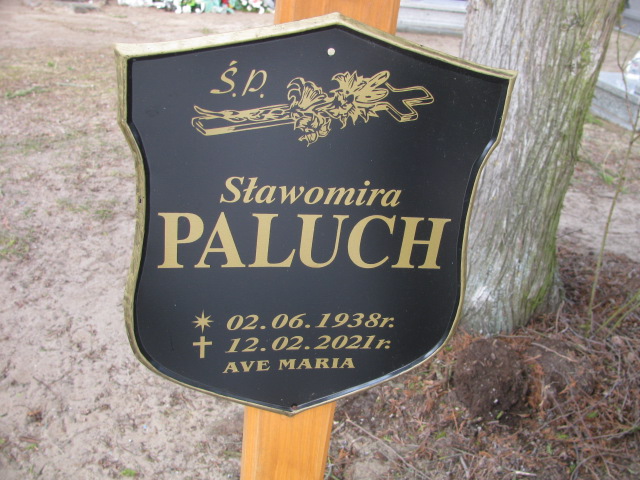 Ś.P.
Sławomira
PALUCH
02.06.1938r.
12.02.2021r.
AVE MARIA